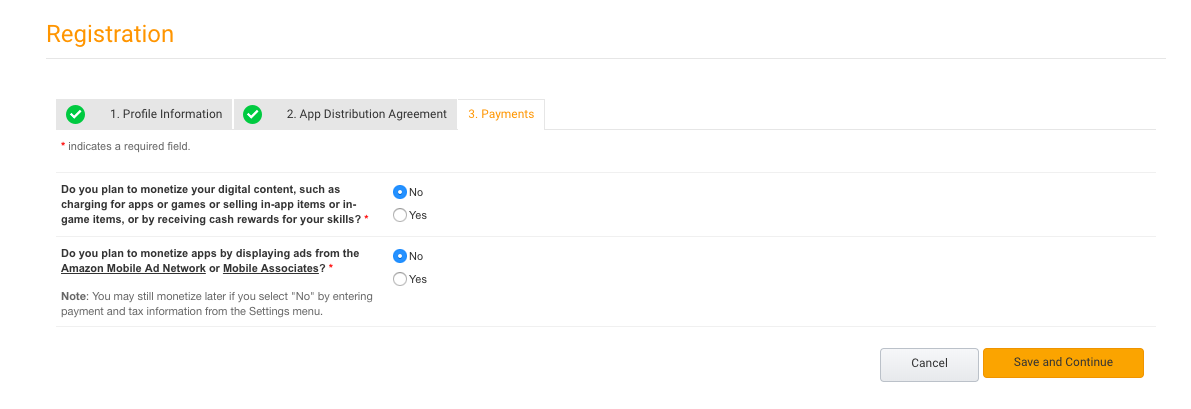 Registration
1. Profile Information
2. App Distribution Agreement
3. Payments
* indicates a required field.
Do you plan to monetize your digital content, such as
charging for apps or games or selling in-app items or in-
game items, or by receiving cash rewards for your skills? *
No
Yes
Do you plan to monetize apps by displaying ads from the
Amazon Mobile Ad Network or Mobile Associates? *
No
Yes
Note: You may still monetize later if you select "No" by entering
payment and tax information from the Settings menu.
Cancel
Save and Continue